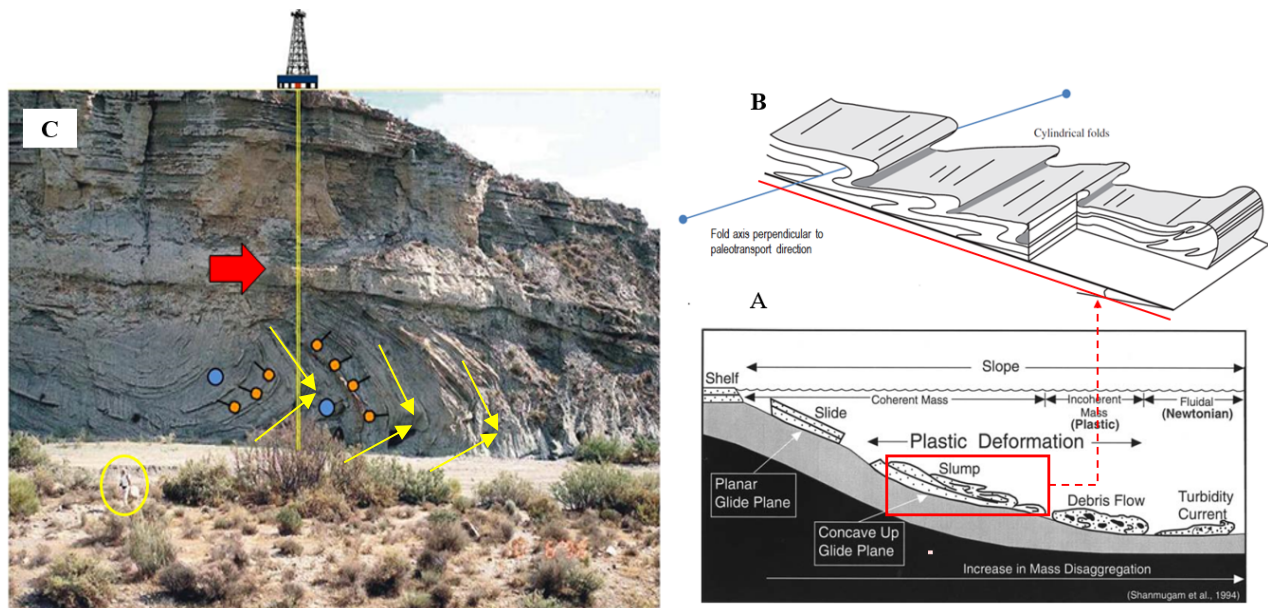 C
B
Cylindrical folds
Fold axis perpendicular to
paleotransport direction
A
Slope
Shelf
Coherent Mass
Incoherent
Mass
(Plastic)
Fluidal
(Newtonian)
Slide
Plastic Deformation
Planar
Glide Plane
Slump
Debris Flow
Turbidity
Current
Concave Up
Glide Plane
Increase in Mass Disaggregation
(Shanmugam et al., 1994)